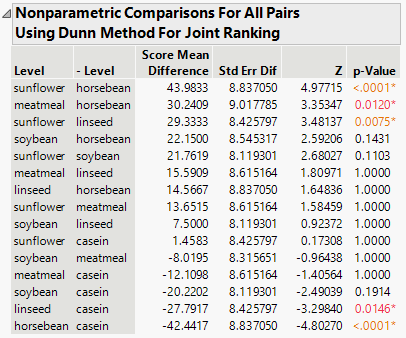 Nonparametric Comparisons For All Pairs
Using Dunn Method For Joint Ranking
Score Mean
Level - Level Difference Std Err Dif Z p-Value
sunflower horsebean 43.9833 8.837050 4.97715 <.0001*
meatmeal horsebean 30.2409 9.017785 3.35347 0.0120*
sunflower linseed 29.3333 8.425797 3.48137 0.0075*
soybean horsebean 22.1500 8.545317 2.59206 0.1431
sunflower soybean 21.7619 8.119301 2.68027 0.1103
meatmeal linseed 15.5909 8.615164 1.80971 1.0000
linseed horsebean 14.5667 8.837050 1.64836 1.0000
sunflower meatmeal 13.6515 8.615164 1.58459 1.0000
soybean linseed 7.5000 8.119301 0.92372 1.0000
sunflower casein 1.4583 8.425797 0.17308 1.0000
soybean meatmeal -8.0195 8.315651 -0.96438 1.0000
meatmeal casein -12.1098 8.615164 -1.40564 1.0000
soybean casein -20.2202 8.119301 -2.49039 0.1914
linseed casein -27.7917 8.425797 -3.29840 0.0146*
horsebean casein -42.4417 8.837050 -4.80270 <.0001*